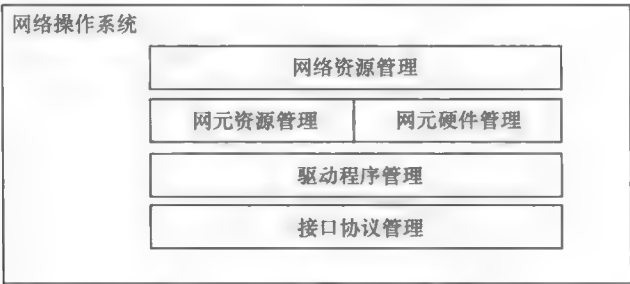 网络操作系统
网络资源管理
网元资源管理 网元硬件管理
驱动程序管理
接口协议管理